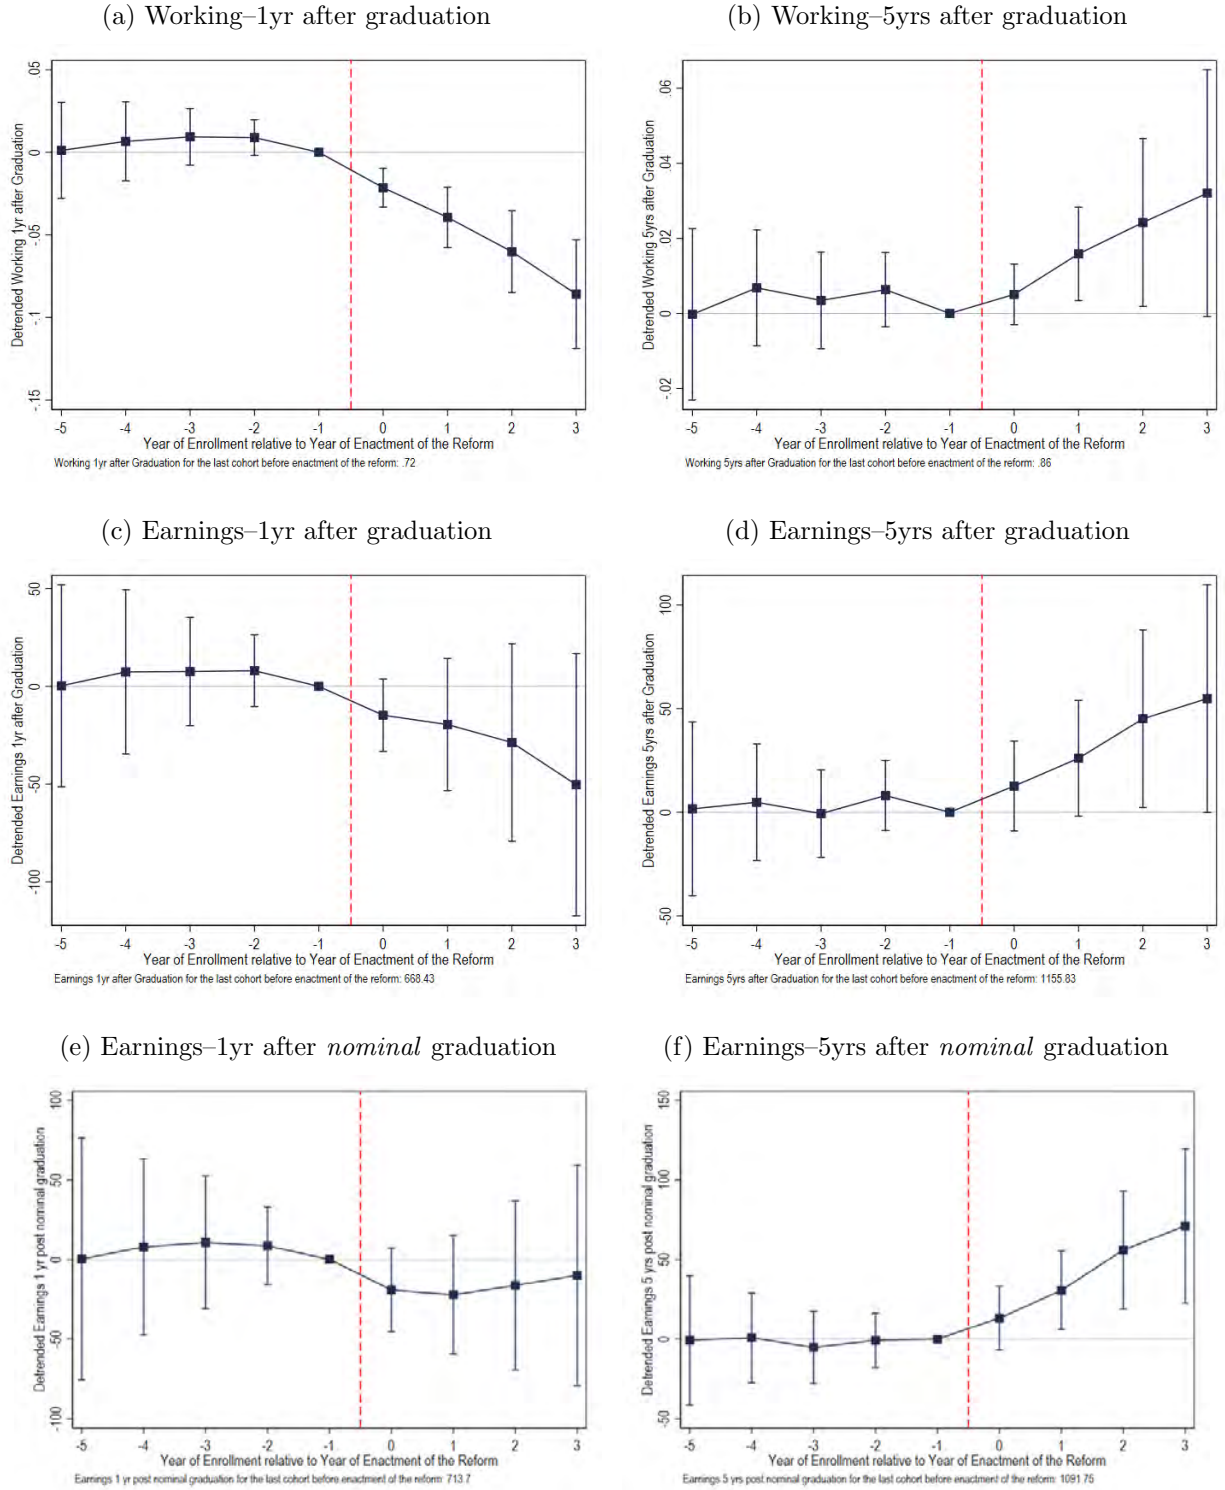 (a) Working–1yr after graduation
Detrended Working 1yr after Graduation
.05
0
-.05
-.1
-.15
-5 -4 -3 -2 -1 0 1 2 3
Year of Enrollment relative to Year of Enactment of the Reform
Working 1yr after Graduation for the last cohort before enactment of the reform: .72
(b) Working–5yrs after graduation
Detrended Working 5yrs after Graduation
.06
.04
.02
0
-.02
-5 -4 -3 -2 -1 0 1 2 3
Year of Enrollment relative to Year of Enactment of the Reform
Working 5yrs after Graduation for the last cohort before enactment of the reform: .86
(c) Earnings–1yr after graduation
Detrended Earnings 1yr after Graduation
50
0
-50
-100
-5 -4 -3 -2 -1 0 1 2 3
Year of Enrollment relative to Year of Enactment of the Reform
Earnings 1yr after Graduation for the last cohort before enactment of the reform: 668.43
(d) Earnings–5yrs after graduation
Detrended Earnings 5yrs after Graduation
100
50
0
-50
-5 -4 -3 -2 -1 0 1 2 3
Year of Enrollment relative to Year of Enactment of the Reform
Earnings 5yrs after Graduation for the last cohort before enactment of the reform: 1155.83
(e) Earnings–1yr after nominal graduation
Detrended Earnings 1 yr post nominal graduation
100
50
0
-50
-100
-5 -4 -3 -2 -1 0 1 2 3
Year of Enrollment relative to Year of Enactment of the Reform
Earnings 1 yr post nominal graduation for the last cohort before enactment of the reform: 713.7
(f) Earnings–5yrs after nominal graduation
Detrended Earnings 5 yrs post nominal graduation
150
100
50
0
-50
-5 -4 -3 -2 -1 0 1 2 3
Year of Enrollment relative to Year of Enactment of the Reform
Earnings 5 yrs post nominal graduation for the last cohort before enactment of the reform: 1091.75